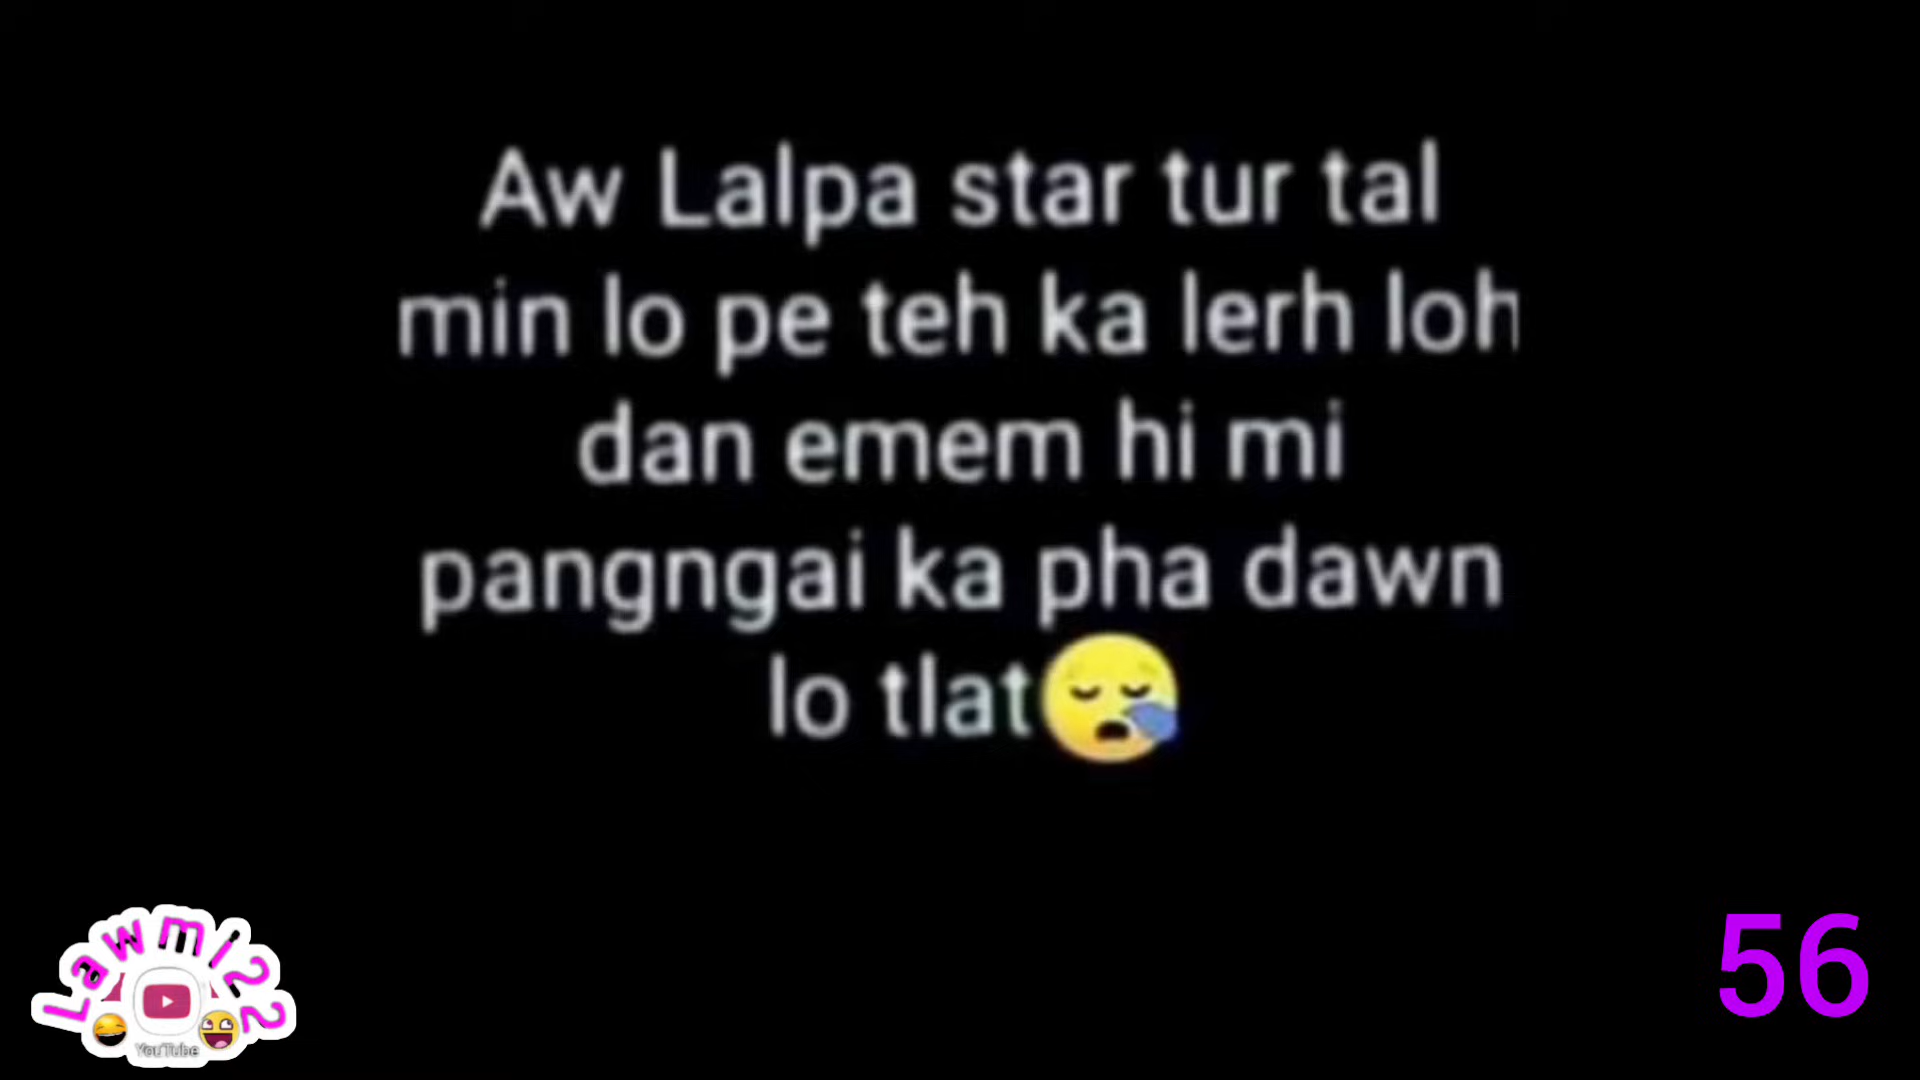 Aw Lalpa star tur tal
min lo pe teh ka lerh loh
dan emem hi mi
pangngai ka pha dawn
lo tlat😪
Lawmi22
YouTube
56